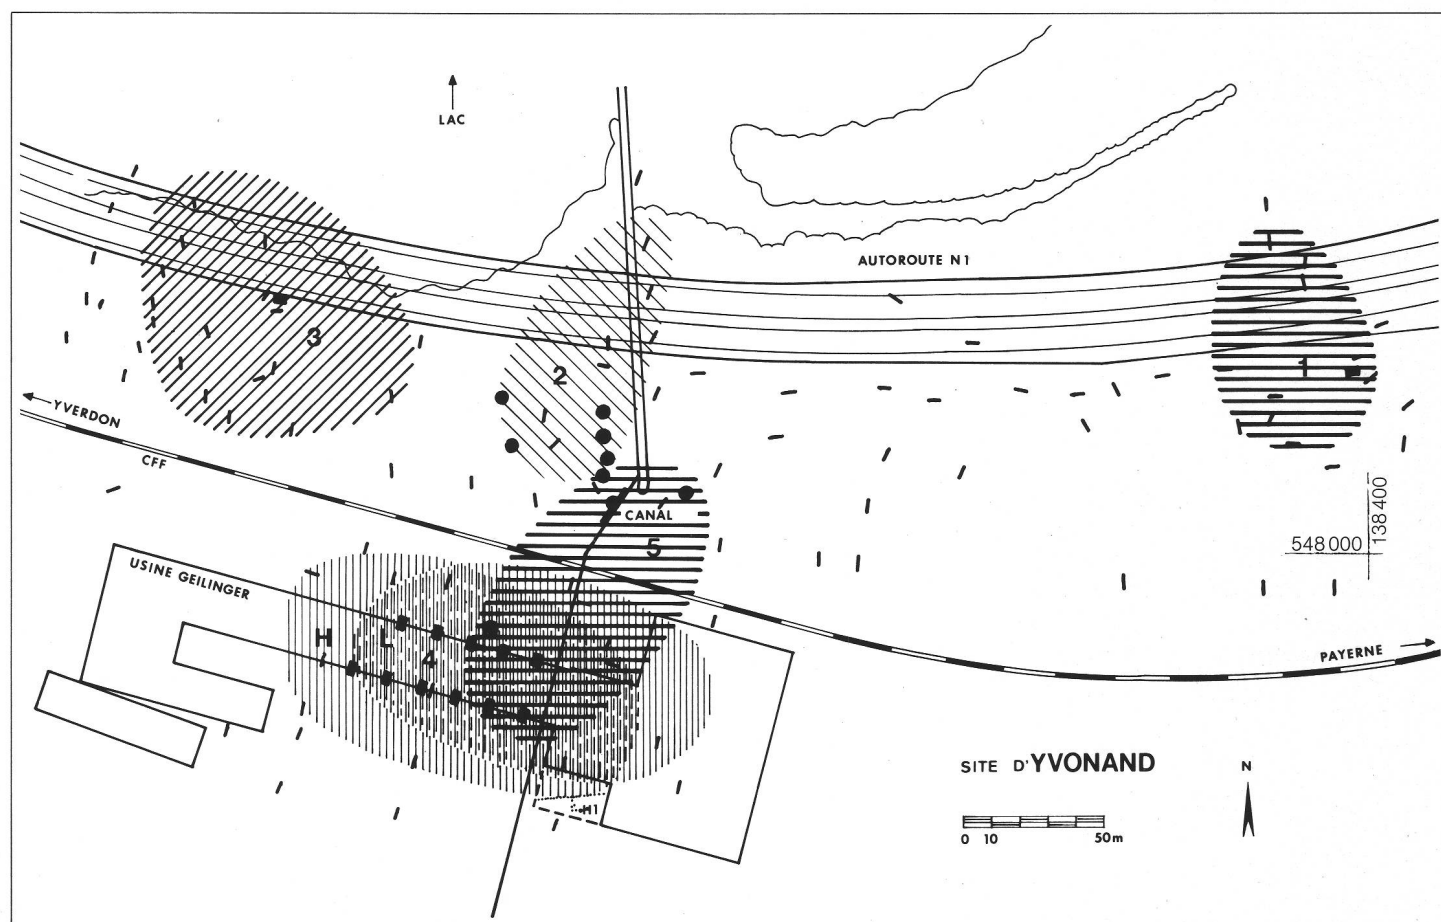 LAC
AUTOROUTE N1
1
3
2
YVERDON
CFF
138 400
548 000
CANAL
5
USINE GEILINGER
H L 4
PAYERNE
SITE D'YVONAND
N
H1
0 10 50m